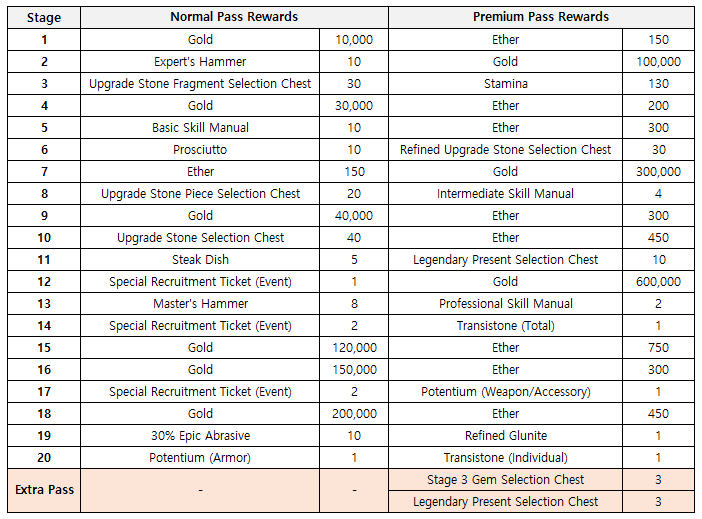 Stage Normal Pass Rewards Premium Pass Rewards
1 Gold 10,000 Ether 150
2 Expert's Hammer 10 Gold 100,000
3 Upgrade Stone Fragment Selection Chest 30 Stamina 130
4 Gold 30,000 Ether 200
5 Basic Skill Manual 10 Ether 300
6 Prosciutto 10 Refined Upgrade Stone Selection Chest 30
7 Ether 150 Gold 300,000
8 Upgrade Stone Piece Selection Chest 20 Intermediate Skill Manual 4
9 Gold 40,000 Ether 300
10 Upgrade Stone Selection Chest 40 Ether 450
11 Steak Dish 5 Legendary Present Selection Chest 10
12 Special Recruitment Ticket (Event) 1 Gold 600,000
13 Master's Hammer 8 Professional Skill Manual 2
14 Special Recruitment Ticket (Event) 2 Transistone (Total) 1
15 Gold 120,000 Ether 750
16 Gold 150,000 Ether 300
17 Special Recruitment Ticket (Event) 2 Potentium (Weapon/Accessory) 1
18 Gold 200,000 Ether 450
19 30% Epic Abrasive 10 Refined Glunite 1
20 Potentium (Armor) 1 Transistone (Individual) 1
Extra Pass - - Stage 3 Gem Selection Chest 3
Legendary Present Selection Chest 3